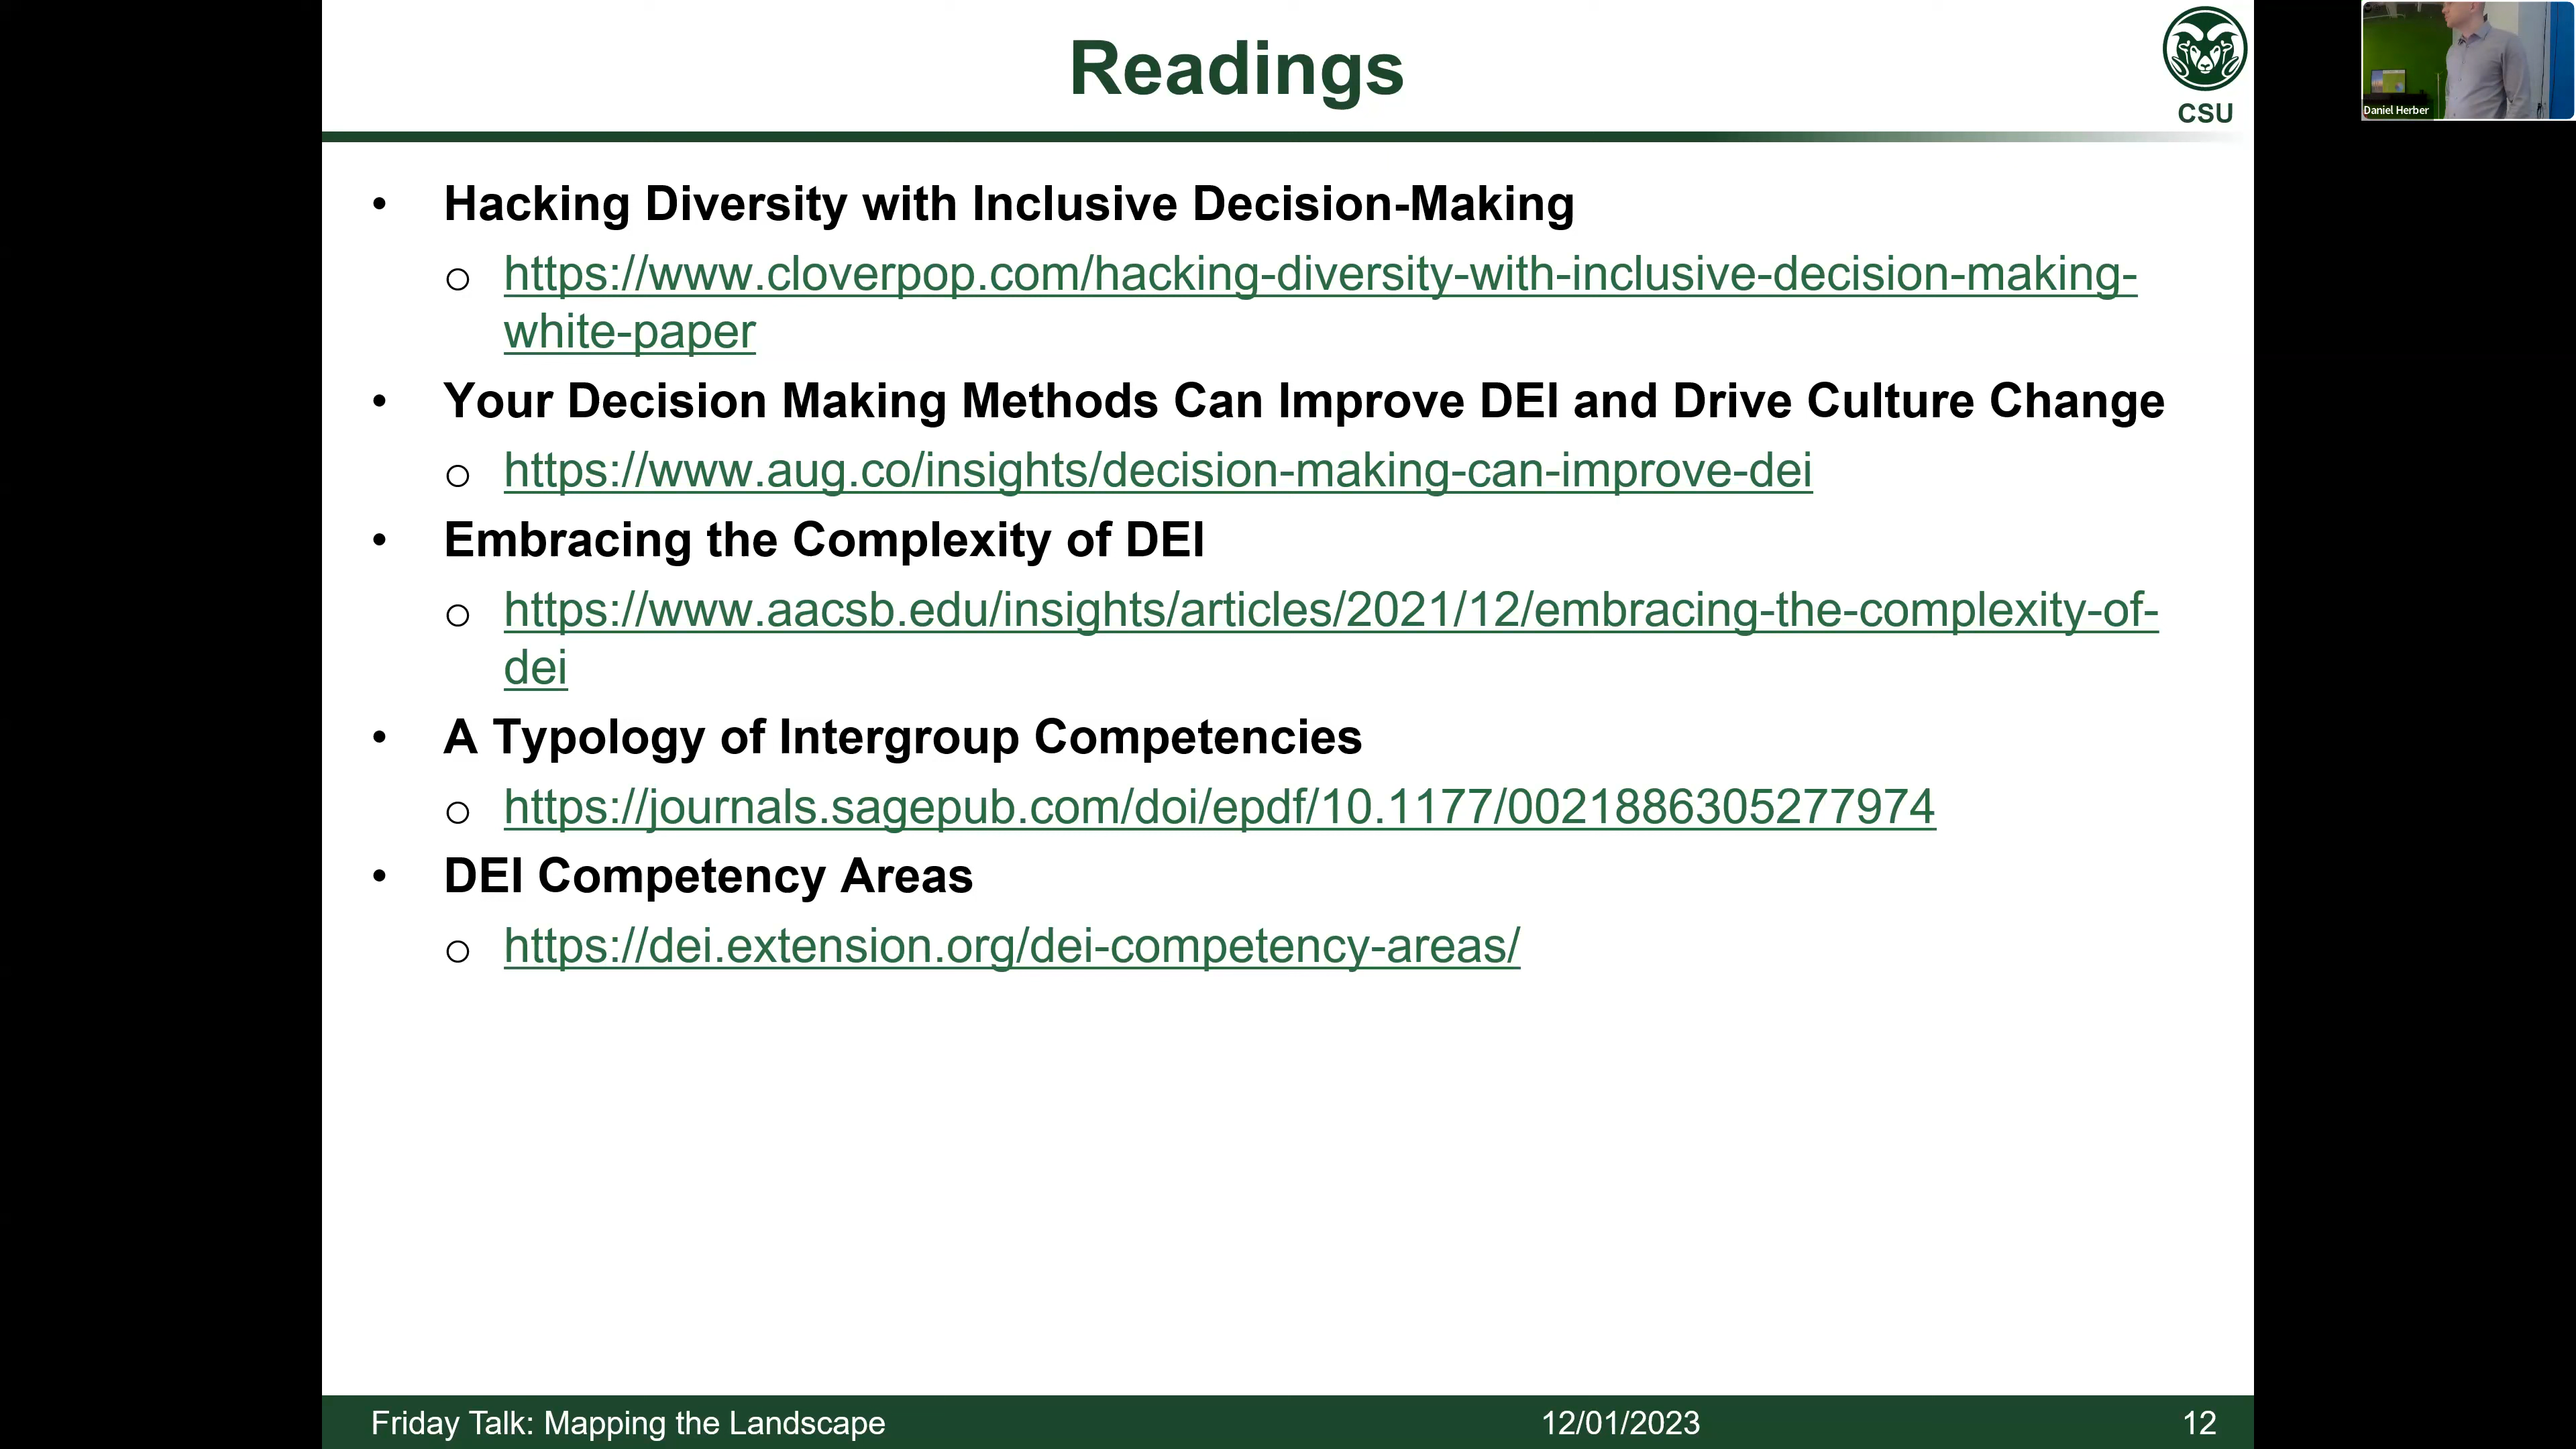 Readings
CSU
Daniel Herber
• Hacking Diversity with Inclusive Decision-Making
o https://www.cloverpop.com/hacking-diversity-with-inclusive-decision-making-
white-paper
• Your Decision Making Methods Can Improve DEI and Drive Culture Change
o https://www.aug.co/insights/decision-making-can-improve-dei
• Embracing the Complexity of DEI
o https://www.aacsb.edu/insights/articles/2021/12/embracing-the-complexity-of-
dei
• A Typology of Intergroup Competencies
o https://journals.sagepub.com/doi/epdf/10.1177/0021886305277974
• DEI Competency Areas
o https://dei.extension.org/dei-competency-areas/
Friday Talk: Mapping the Landscape
12/01/2023
12